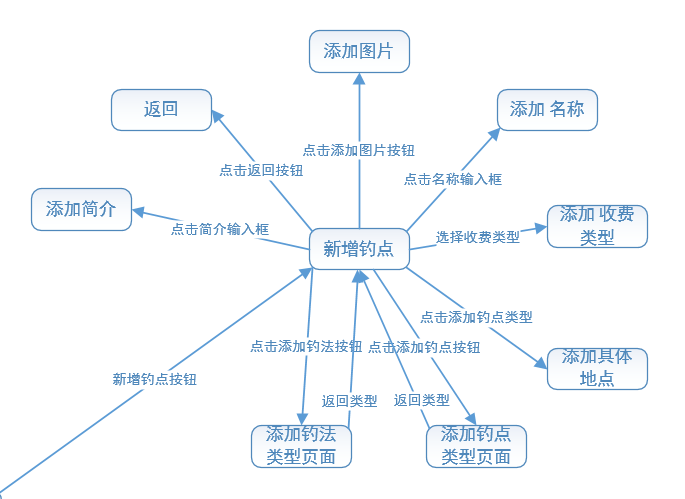 添加图片
返回
添加 名称
点击添加图片按钮
点击返回按钮
点击名称输入框
添加简介
添加 收费
类型
点击简介输入框
选择收费类型
新增钓点
点击添加钓点类型
点击添加钓法按钮
点击添加钓点按钮
添加具体
地点
新增钓点按钮
返回类型
返回类型
添加钓法
类型页面
添加钓点
类型页面